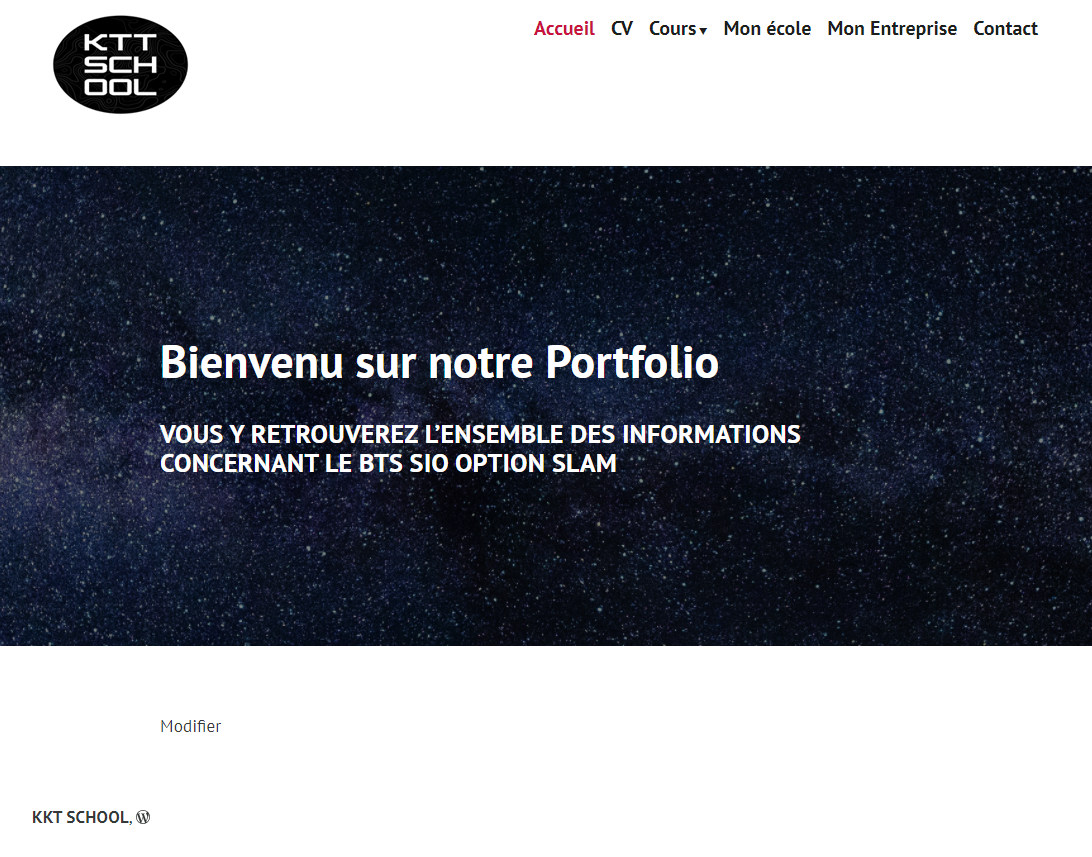 KTT
SCH
OOL
Accueil CV Cours▾ Mon école Mon Entreprise Contact
Bienvenu sur notre Portfolio
VOUS Y RETROUVEREZ L’ENSEMBLE DES INFORMATIONS
CONCERNANT LE BTS SIO OPTION SLAM
Modifier
KKT SCHOOL,